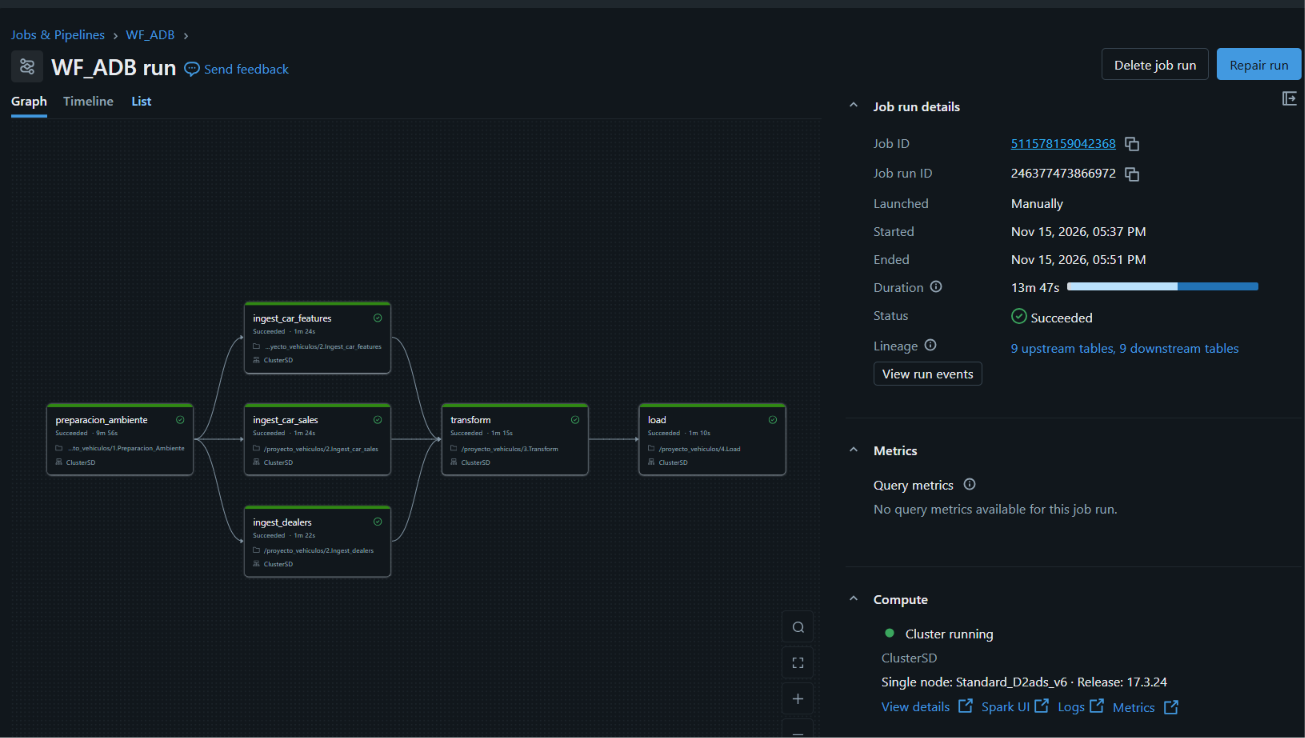 Jobs & Pipelines › WF_ADB ›
WF_ADB run Send feedback
Delete job run Repair run
Graph Timeline List
preparacion_ambiente
Succeeded · 9m 56s
...to_vehiculos/1.Preparacion_Ambiente
ClusterSD
ingest_car_features
Succeeded · 1m 24s
...yecto_vehiculos/2.Ingest_car_features
ClusterSD
ingest_car_sales
Succeeded · 1m 24s
/proyecto_vehiculos/2.Ingest_car_sales
ClusterSD
ingest_dealers
Succeeded · 1m 22s
/proyecto_vehiculos/2.Ingest_dealers
ClusterSD
transform
Succeeded · 1m 15s
/proyecto_vehiculos/3.Transform
ClusterSD
load
Succeeded · 1m 10s
/proyecto_vehiculos/4.Load
ClusterSD
Job run details
Job ID 511578159042368
Job run ID 246377473866972
Launched Manually
Started Nov 15, 2026, 05:37 PM
Ended Nov 15, 2026, 05:51 PM
Duration 13m 47s
Status Succeeded
Lineage 9 upstream tables, 9 downstream tables
View run events
Metrics
Query metrics
No query metrics available for this job run.
Compute
Cluster running
ClusterSD
Single node: Standard_D2ads_v6 · Release: 17.3.24
View details Spark UI Logs Metrics